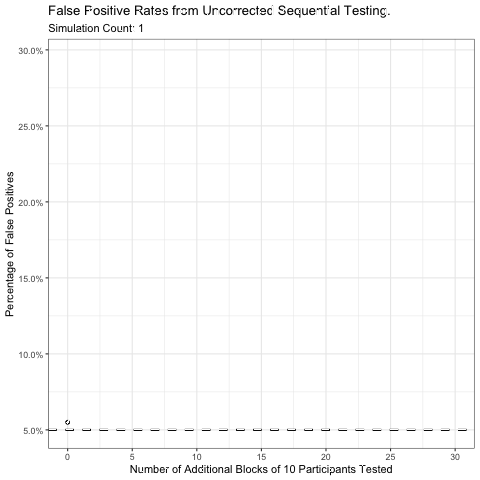 False Positive Rates from Uncorrected Sequential Testing.
Simulation Count: 1
30.0%
25.0%
20.0%
15.0%
10.0%
5.0%
Percentage of False Positives
0 5 10 15 20 25 30
Number of Additional Blocks of 10 Participants Tested